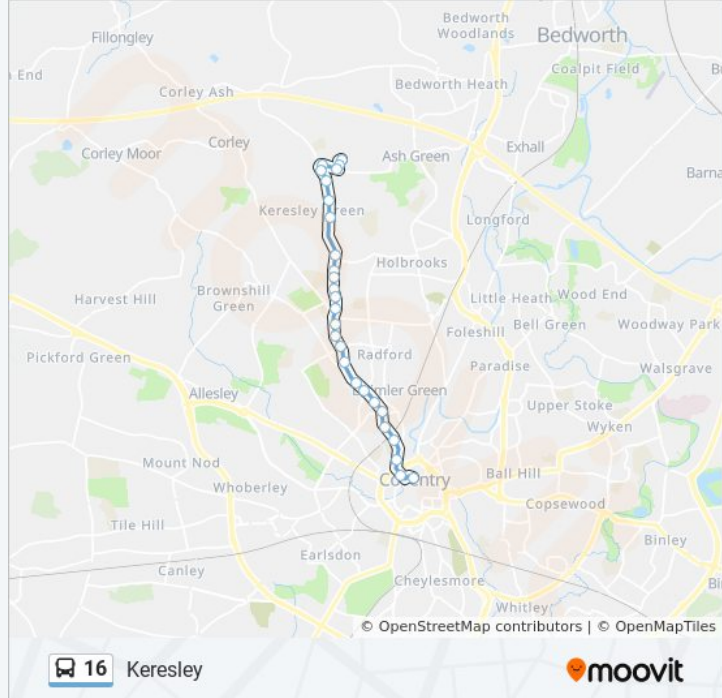 Bedworth
Woodlands
Fillongley
Bedworth
n End
Coalpit Field
Bu
Bedworth Heath
Corley Ash
Corley
Exhall
Corley Moor
Ash Green
Barna
Keresley Green
Longford
Holbrooks
Brownshill
Green
Harvest Hill
Little Heath
Wood End
Bell Green
Woodway Park
Foleshill
Pickford Green
Radford
Paradise
Walsgrave
Allesley
Daimler Green
Upper Stoke
Wyken
Mount Nod
Ball Hill
Coventry
Whoberley
Copsewood
Tile Hill
Binley
Earlsdon
Canley
Cheylesmore
Bin
Whitley
© OpenStreetMap contributors | © OpenMapTiles
16 Keresley
moovit